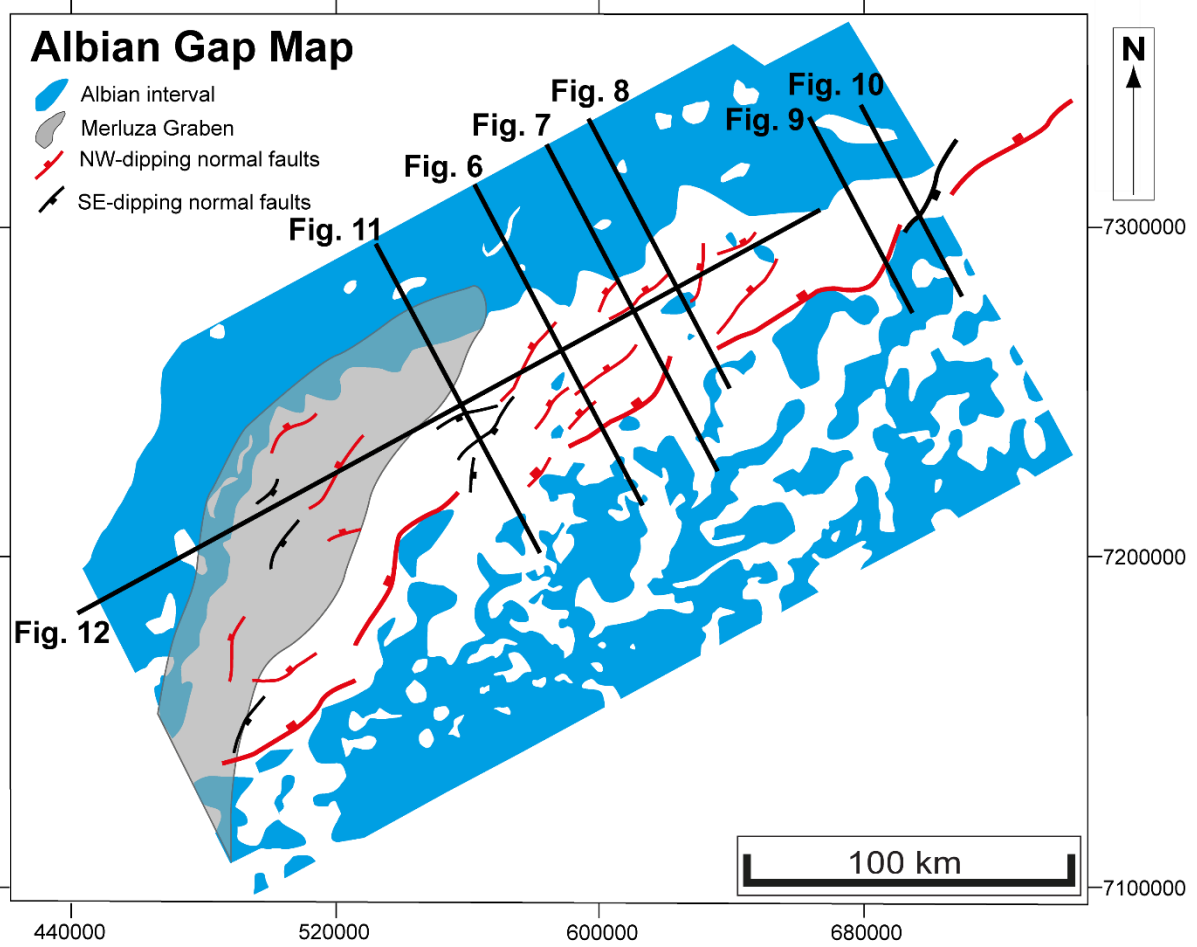 Albian Gap Map
Albian interval
Merluza Graben
NW-dipping normal faults
SE-dipping normal faults
N
Fig. 8
Fig. 10
Fig. 7
Fig. 9
Fig. 6
Fig. 11
Fig. 12
7300000
7200000
7100000
100 km
440000
520000
600000
680000